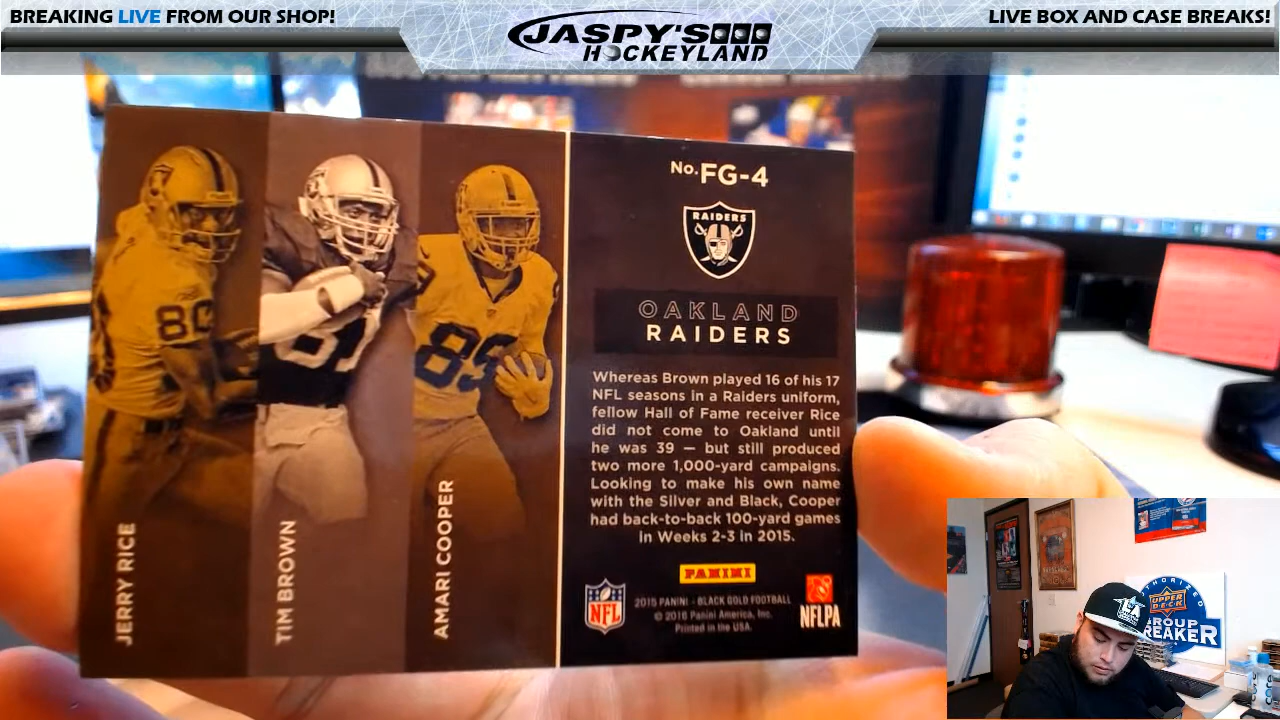 BREAKING LIVE FROM OUR SHOP!
JASPY'S
HOCKEYLAND
LIVE BOX AND CASE BREAKS!
No. FG-4
RAIDERS
OAKLAND
RAIDERS
Whereas Brown played 16 of his 17
NFL seasons in a Raiders uniform,
fellow Hall of Fame receiver Rice
did not come to Oakland until
he was 39 — but still produced
two more 1,000-yard campaigns.
Looking to make his own name
with the Silver and Black, Cooper
had back-to-back 100-yard games
in Weeks 2-3 in 2015.
PANINI
NFL
2015 PANINI - BLACK GOLD FOOTBALL
© 2016 Panini America, Inc.
Printed in the USA.
NFLPA
JERRY RICE
TIM BROWN
AMARI COOPER
80
81
89
AUTHORIZED
UPPER
DECK
GROUP
BREAKER